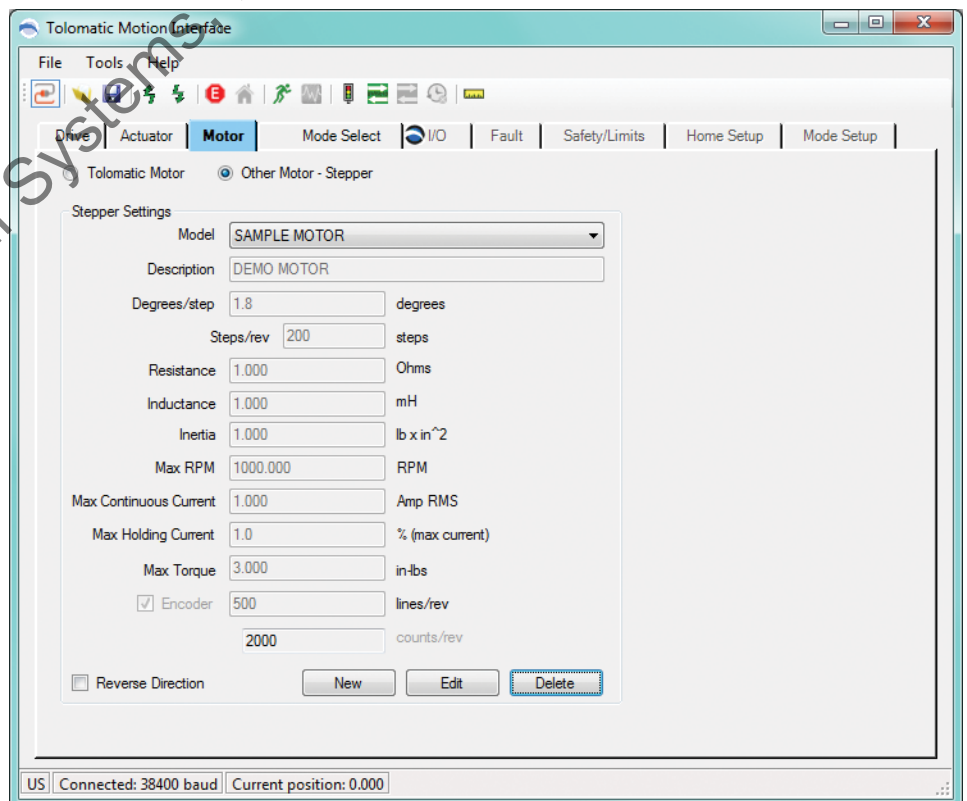 Tolomatic Motion Interface
File Tools Help
Drive Actuator Motor Mode Select I/O Fault Safety/Limits Home Setup Mode Setup
Tolomatic Motor Other Motor - Stepper
Stepper Settings
Model SAMPLE MOTOR
Description DEMO MOTOR
Degrees/step 1.8 degrees
Steps/rev 200 steps
Resistance 1.000 Ohms
Inductance 1.000 mH
Inertia 1.000 lb x in^2
Max RPM 1000.000 RPM
Max Continuous Current 1.000 Amp RMS
Max Holding Current 1.0 % (max current)
Max Torque 3.000 in-lbs
Encoder 500 lines/rev
2000 counts/rev
Reverse Direction New Edit Delete
US Connected: 38400 baud Current position: 0.000
Systems,